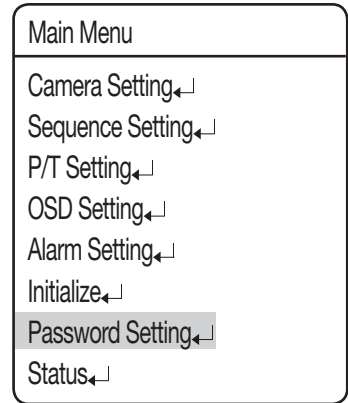 Main Menu
Camera Setting↵
Sequence Setting↵
P/T Setting↵
OSD Setting↵
Alarm Setting↵
Initialize↵
Password Setting↵
Status↵